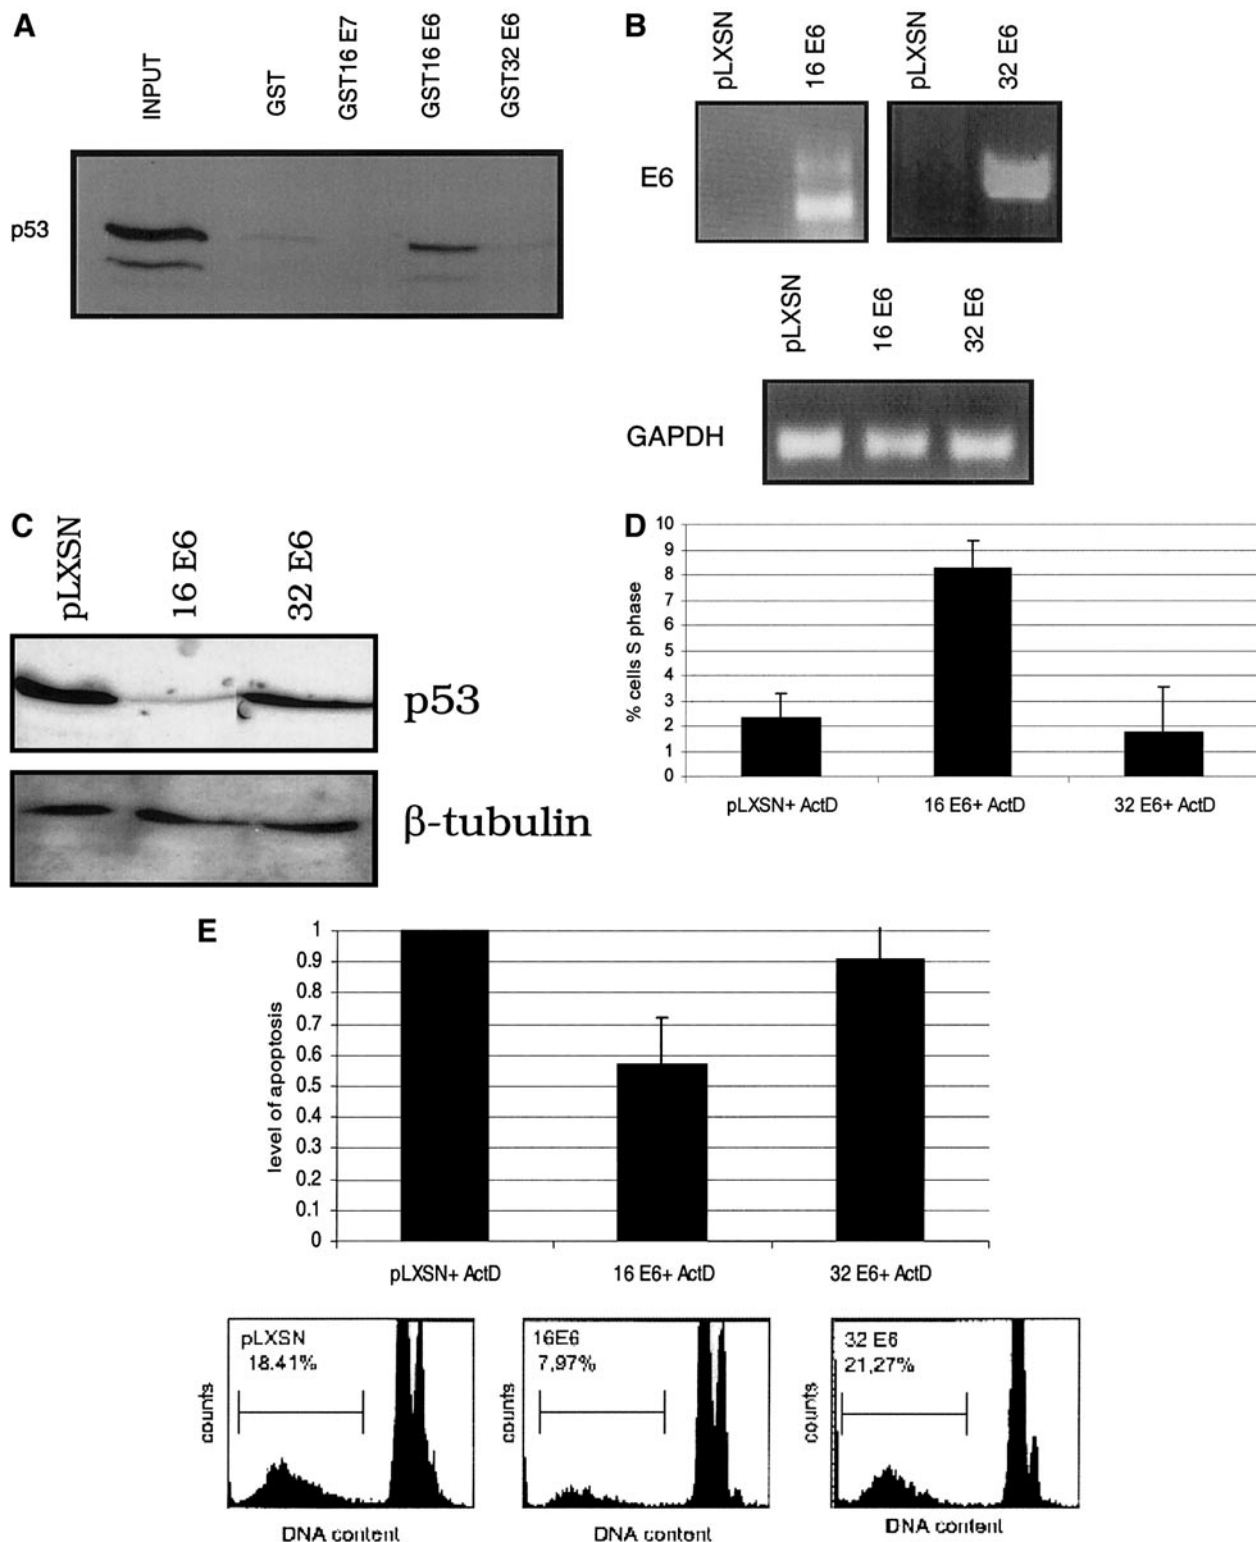 A
INPUT
GST
GST16 E7
GST16 E6
GST32 E6
p53
B
pLXSN
16 E6
pLXSN
32 E6
E6
pLXSN
16 E6
32 E6
GAPDH
C
pLXSN
16 E6
32 E6
p53
β-tubulin
D
% cells S phase
10
9
8
7
6
5
4
3
2
1
0
pLXSN+ ActD
16 E6+ ActD
32 E6+ ActD
E
level of apoptosis
1
0.9
0.8
0.7
0.6
0.5
0.4
0.3
0.2
0.1
0
pLXSN+ ActD
16 E6+ ActD
32 E6+ ActD
pLXSN
18.41%
counts
DNA content
16E6
7,97%
counts
DNA content
32 E6
21,27%
counts
DNA content